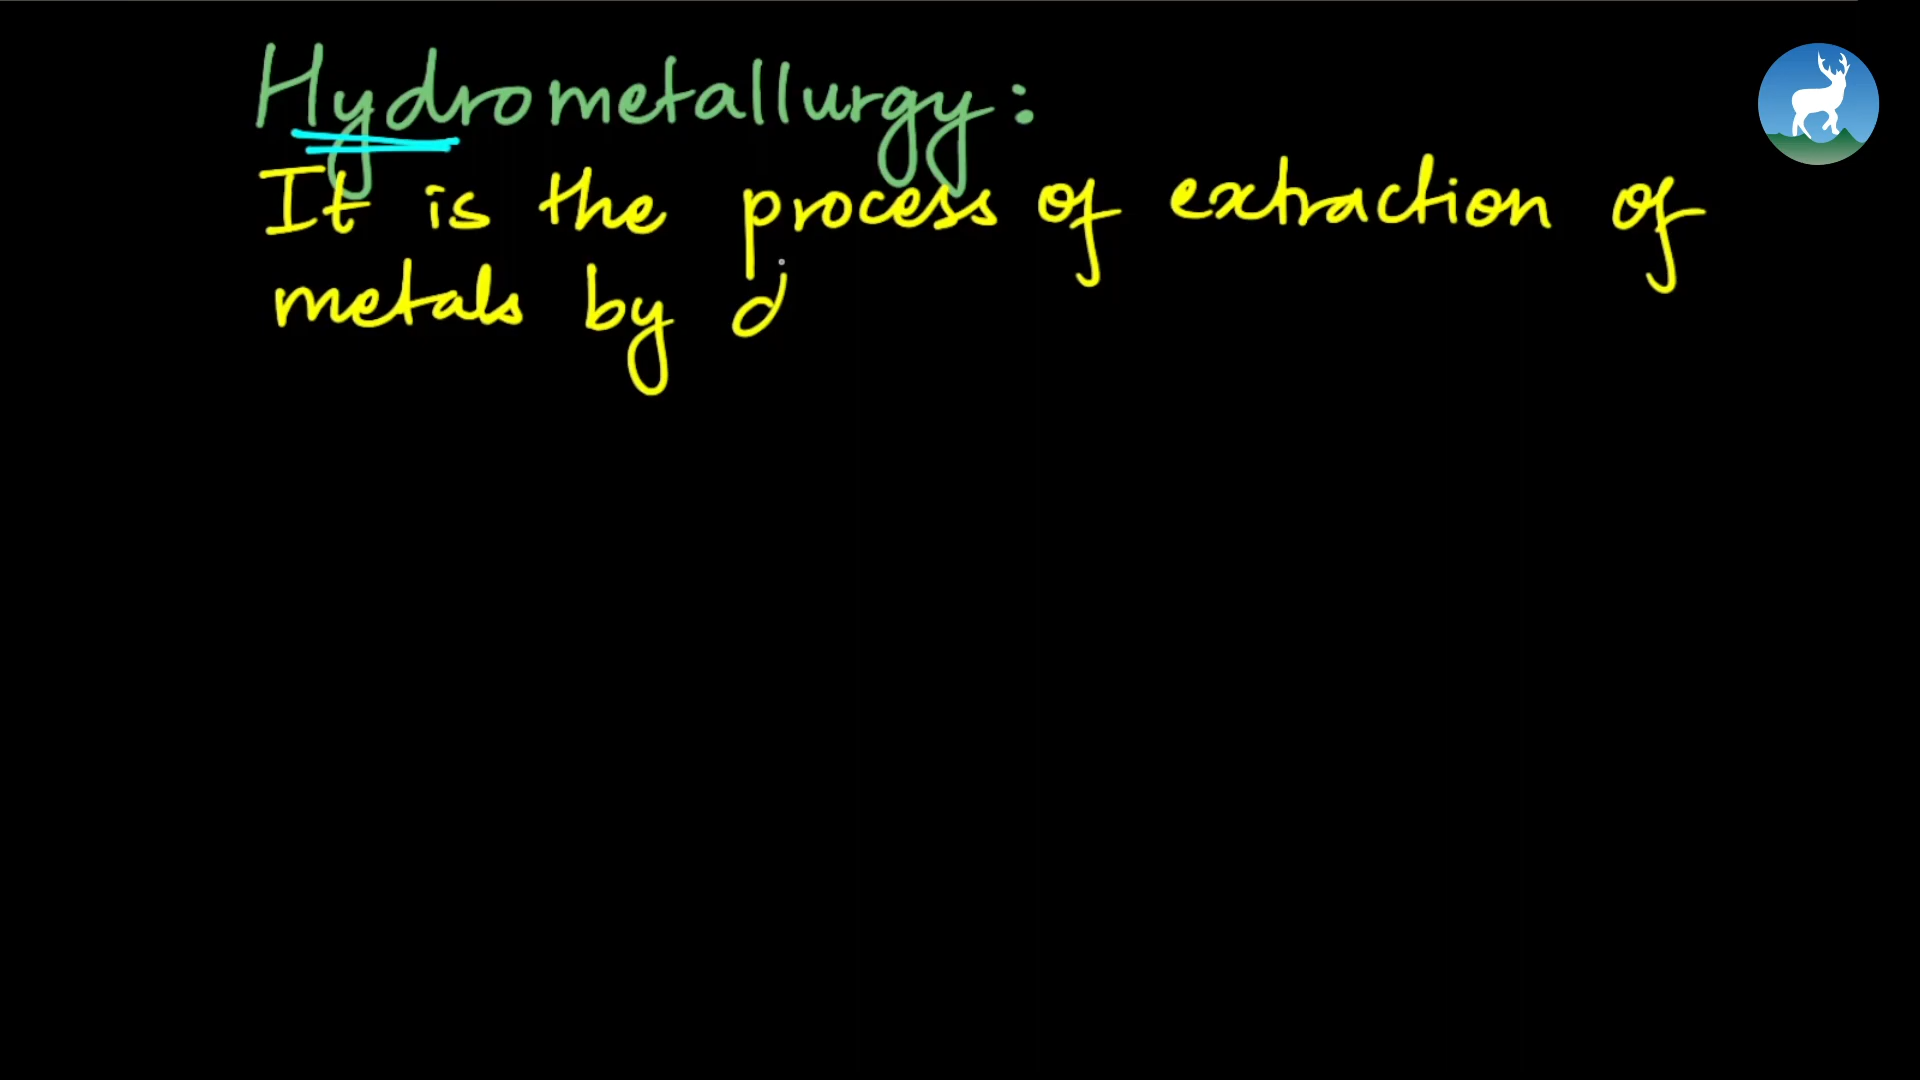 Hydrometallurgy:
It is the process of extraction of
metals by d